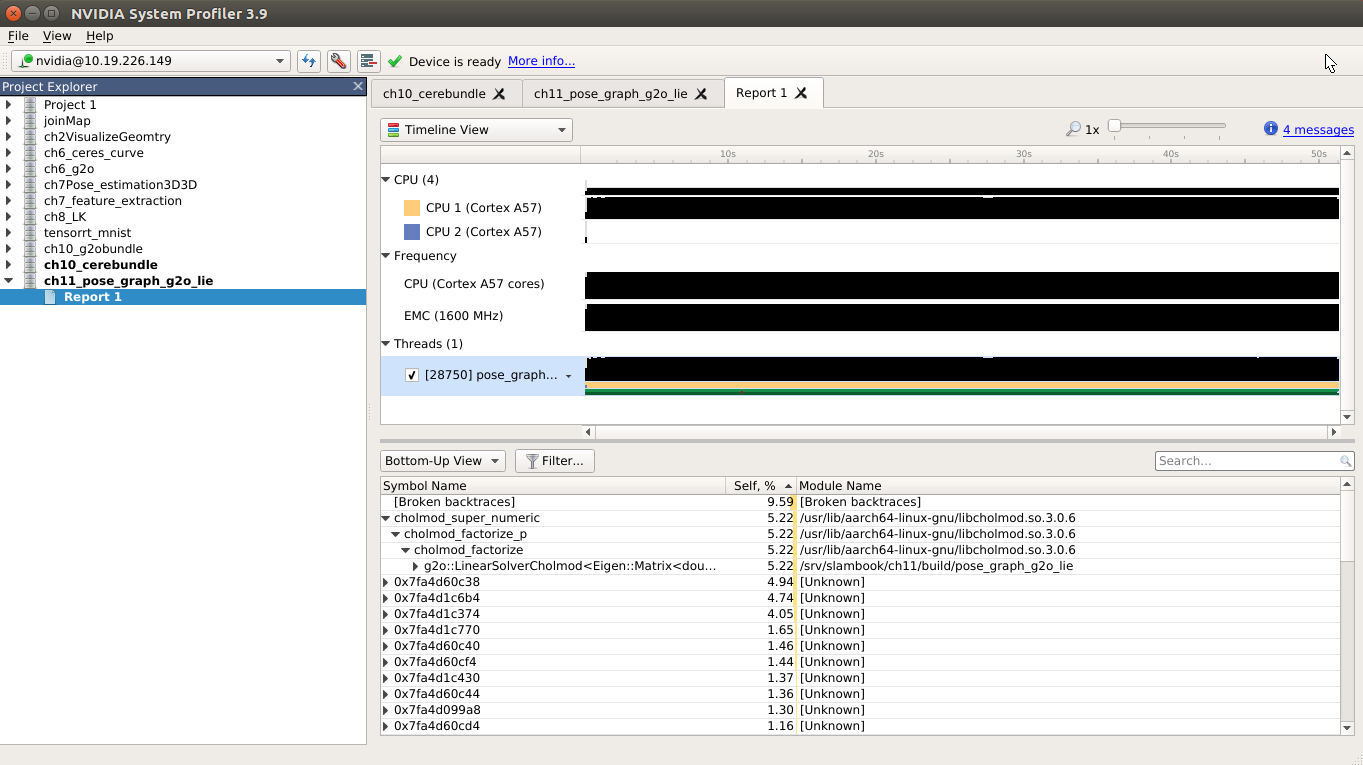 NVIDIA System Profiler 3.9
File View Help
nvidia@10.19.226.149 Device is ready More info...
Project Explorer
Project 1
joinMap
ch2VisualizeGeomtry
ch6_ceres_curve
ch6_g2o
ch7Pose_estimation3D3D
ch7_feature_extraction
ch8_LK
tensorrt_mnist
ch10_g2obundle
ch10_cerebundle
ch11_pose_graph_g2o_lie
Report 1
ch10_cerebundle ch11_pose_graph_g2o_lie Report 1
Timeline View 1x 4 messages
10s 20s 30s 40s 50s
CPU (4)
CPU 1 (Cortex A57)
CPU 2 (Cortex A57)
Frequency
CPU (Cortex A57 cores)
EMC (1600 MHz)
Threads (1)
[28750] pose_graph...
Bottom-Up View Filter... Search...
Symbol Name Self, % Module Name
[Broken backtraces] 9.59 [Broken backtraces]
cholmod_super_numeric 5.22 /usr/lib/aarch64-linux-gnu/libcholmod.so.3.0.6
cholmod_factorize_p 5.22 /usr/lib/aarch64-linux-gnu/libcholmod.so.3.0.6
cholmod_factorize 5.22 /usr/lib/aarch64-linux-gnu/libcholmod.so.3.0.6
g2o::LinearSolverCholmod<Eigen::Matrix<dou... 5.22 /srv/slambook/ch11/build/pose_graph_g2o_lie
0x7fa4d60c38 4.94 [Unknown]
0x7fa4d1c6b4 4.74 [Unknown]
0x7fa4d1c374 4.05 [Unknown]
0x7fa4d1c770 1.65 [Unknown]
0x7fa4d60c40 1.46 [Unknown]
0x7fa4d60cf4 1.44 [Unknown]
0x7fa4d1c430 1.37 [Unknown]
0x7fa4d60c44 1.36 [Unknown]
0x7fa4d099a8 1.30 [Unknown]
0x7fa4d60cd4 1.16 [Unknown]